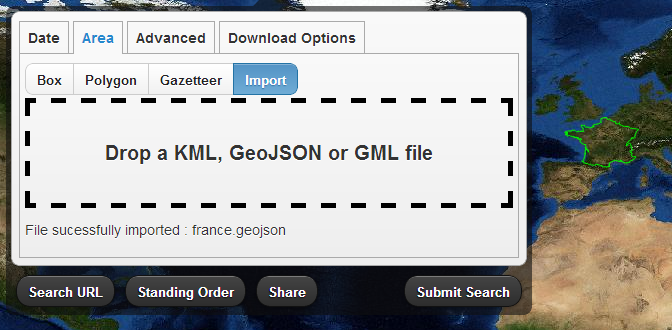 Date Area Advanced Download Options
Box Polygon Gazetteer Import
Drop a KML, GeoJSON or GML file
File sucessfully imported : france.geojson
Search URL Standing Order Share Submit Search